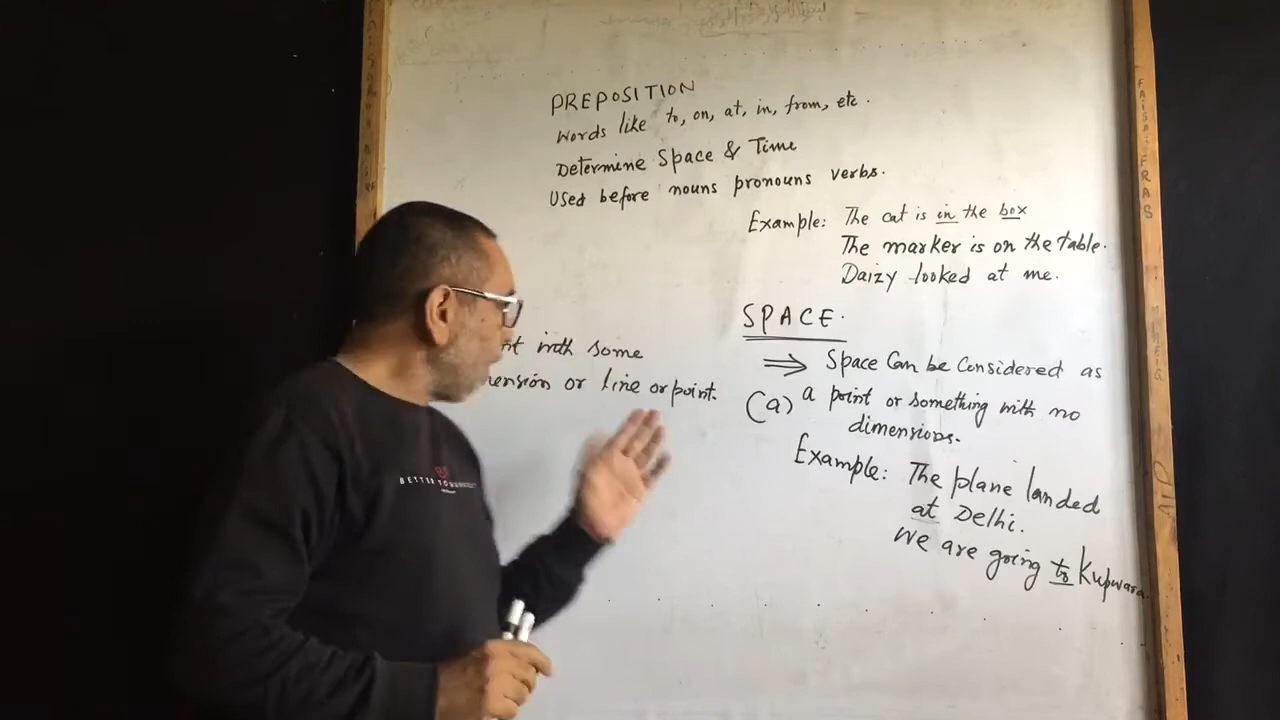 PREPOSITION
Words like to, on, at, in, from, etc.
Determine Space & Time
Used before nouns pronouns verbs.
Example: The cat is in the box
The marker is on the table.
Daizy looked at me.
SPACE.
⇒ Space Can be Considered as
(a) a point or something with no
dimensions.
Example: The plane landed
at Delhi.
We are going to Kupwara.
with some
or line or point.